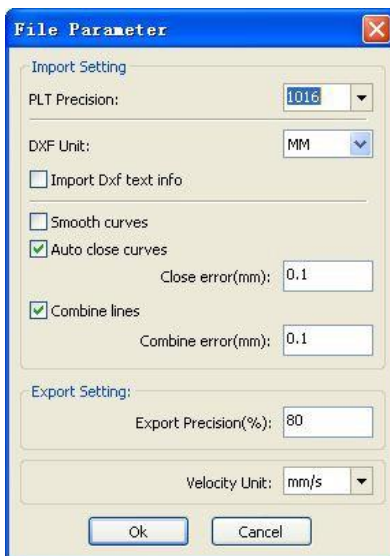 File Parameter
Import Setting
PLT Precision: 1016
DXF Unit: MM
Import Dxf text info
Smooth curves
Auto close curves
Close error(mm): 0.1
Combine lines
Combine error(mm): 0.1
Export Setting:
Export Precision(%): 80
Velocity Unit: mm/s
Ok Cancel